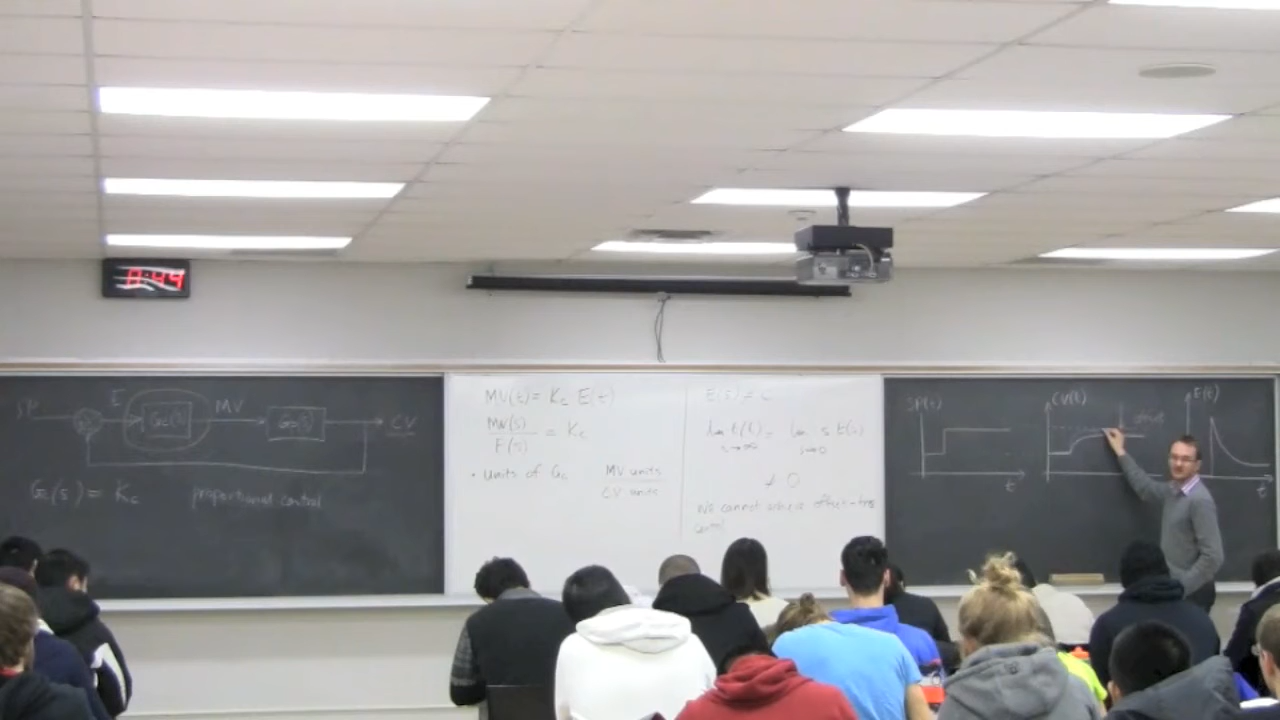 8:49
SP I Gc(s) MV Gp(s) CV
Gc(s) = Kc proportional control
MV(t) = Kc E(t)
MV(s)
E(s)
= Kc
• units of Gc MV units
CV units
E(s) =
lim E(t) = lim s E(s)
s→0
≠ 0
We cannot achieve offset-free
SP(t)
t
CV(t)
offset
E(t)
t